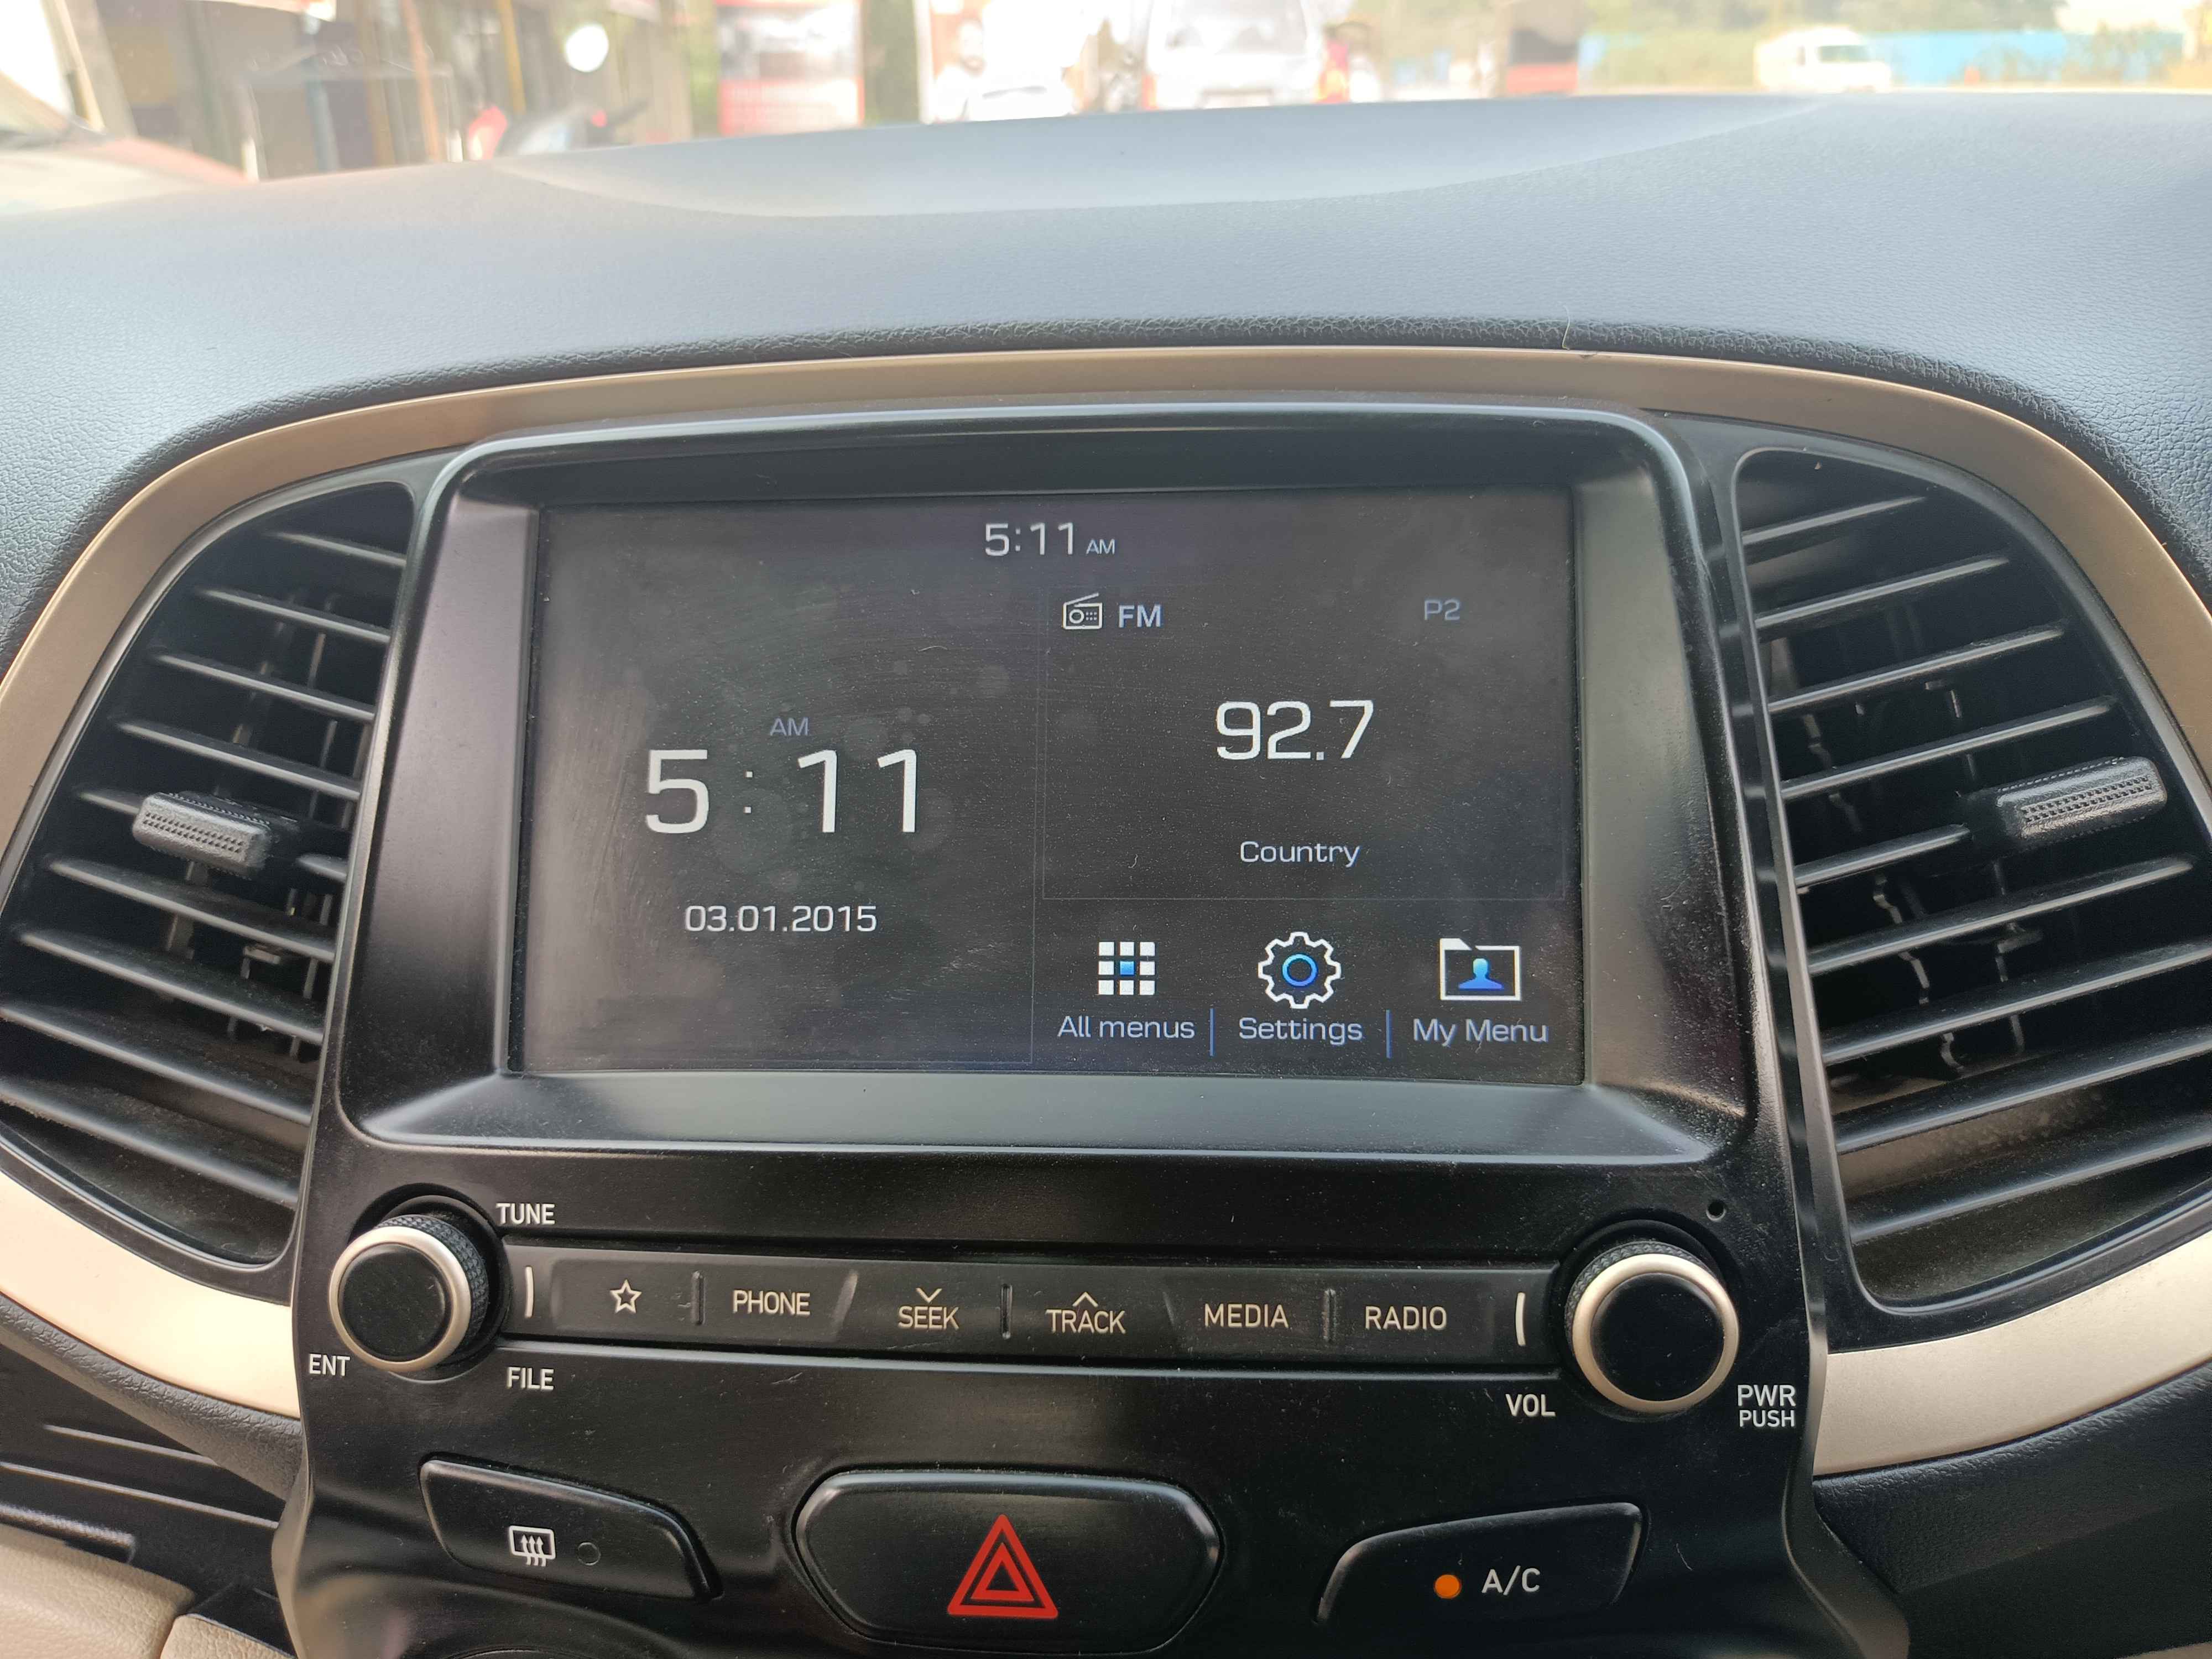 5:11 AM
FM
P2
AM
5:11
92.7
Country
03.01.2015
All menus
Settings
My Menu
TUNE
PHONE
SEEK
TRACK
MEDIA
RADIO
ENT
FILE
VOL
PWR
PUSH
A/C